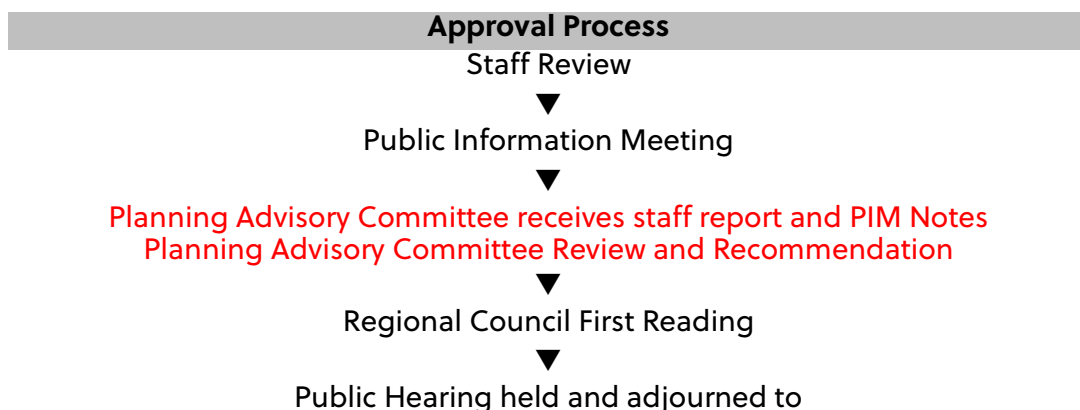 Approval Process
Staff Review
▼
Public Information Meeting
▼
Planning Advisory Committee receives staff report and PIM Notes
Planning Advisory Committee Review and Recommendation
▼
Regional Council First Reading
▼
Public Hearing held and adjourned to